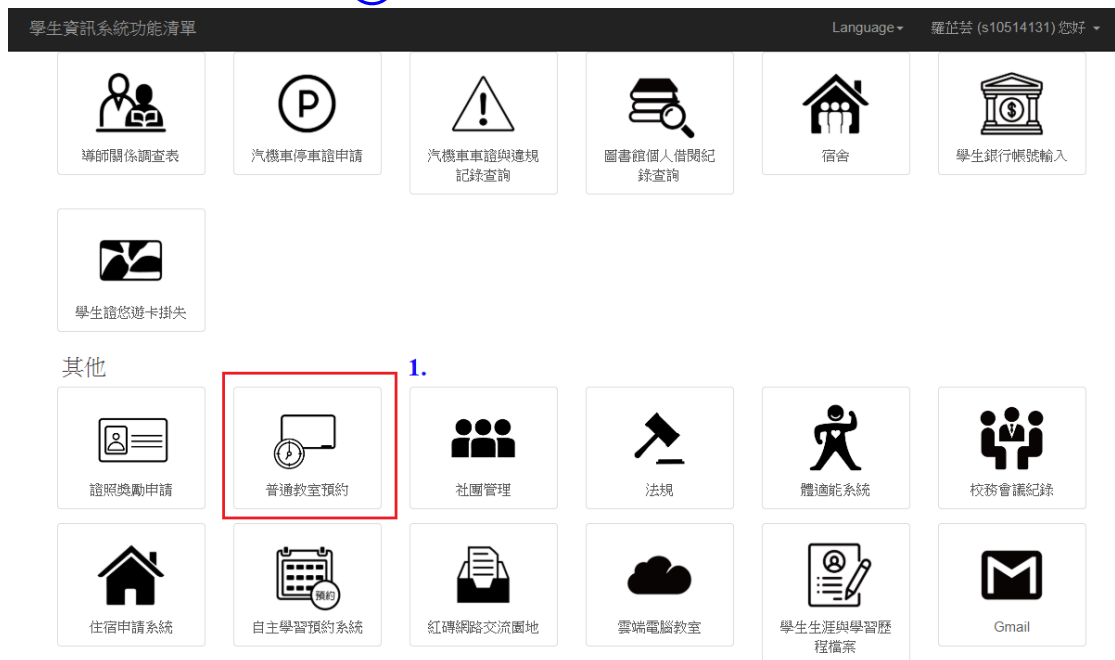 學生資訊系統功能清單 Language 羅芷芸 (s10514131) 您好
P
$
導師關係調查表 汽機車停車證申請 汽機車車證與違規 圖書館個人借閱紀 宿舍 學生銀行帳號輸入
記錄查詢 錄查詢
學生證悠遊卡掛失
其他 1.
證照獎勵申請 普通教室預約 社團管理 法規 體適能系統 校務會議紀錄
預約
住宿申請系統 自主學習預約系統 紅磚網路交流園地 雲端電腦教室 學生生涯與學習歷 Gmail
程檔案